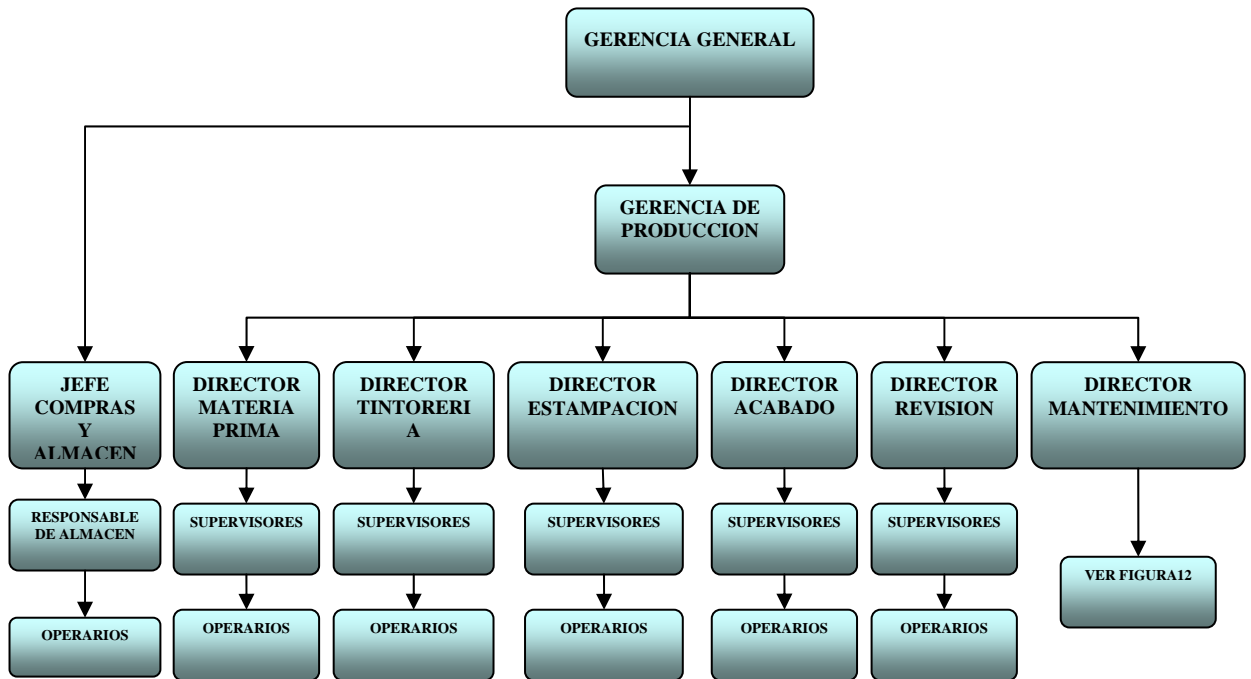 GERENCIA GENERAL
GERENCIA DE
PRODUCCION
JEFE
COMPRAS
Y
ALMACEN
DIRECTOR
MATERIA
PRIMA
DIRECTOR
TINTORERI
A
DIRECTOR
ESTAMPACION
DIRECTOR
ACABADO
DIRECTOR
REVISION
DIRECTOR
MANTENIMIENTO
RESPONSABLE
DE ALMACEN
SUPERVISORES
SUPERVISORES
SUPERVISORES
SUPERVISORES
SUPERVISORES
VER FIGURA12
OPERARIOS
OPERARIOS
OPERARIOS
OPERARIOS
OPERARIOS
OPERARIOS